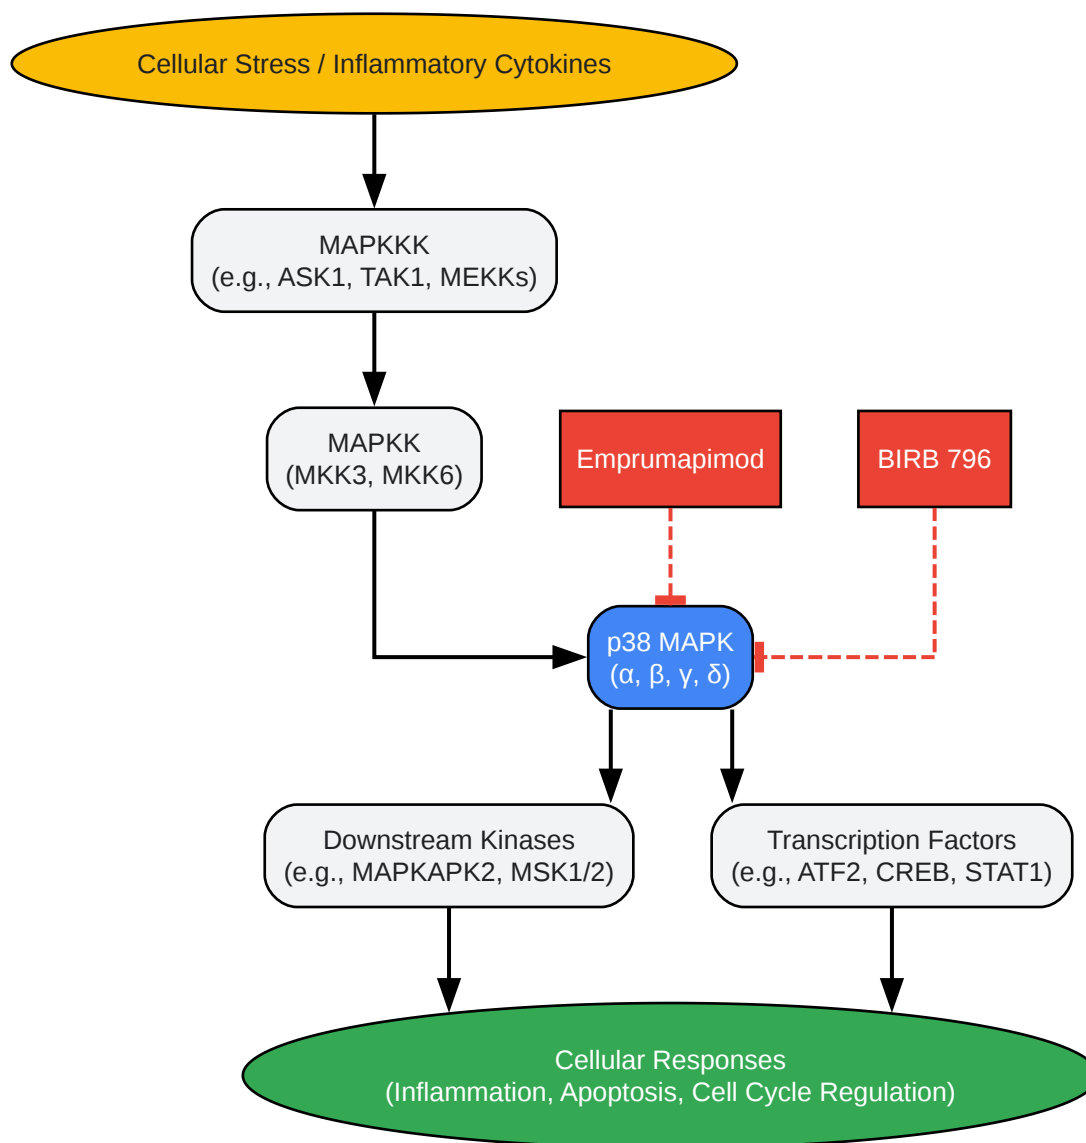 Cellular Stress / Inflammatory Cytokines
MAPKKK
(e.g., ASK1, TAK1, MEKKs)
MAPKK
(MKK3, MKK6)
Emprumapimod
BIRB 796
p38 MAPK
(α, β, γ, δ)
Downstream Kinases
(e.g., MAPKAPK2, MSK1/2)
Transcription Factors
(e.g., ATF2, CREB, STAT1)
Cellular Responses
(Inflammation, Apoptosis, Cell Cycle Regulation)